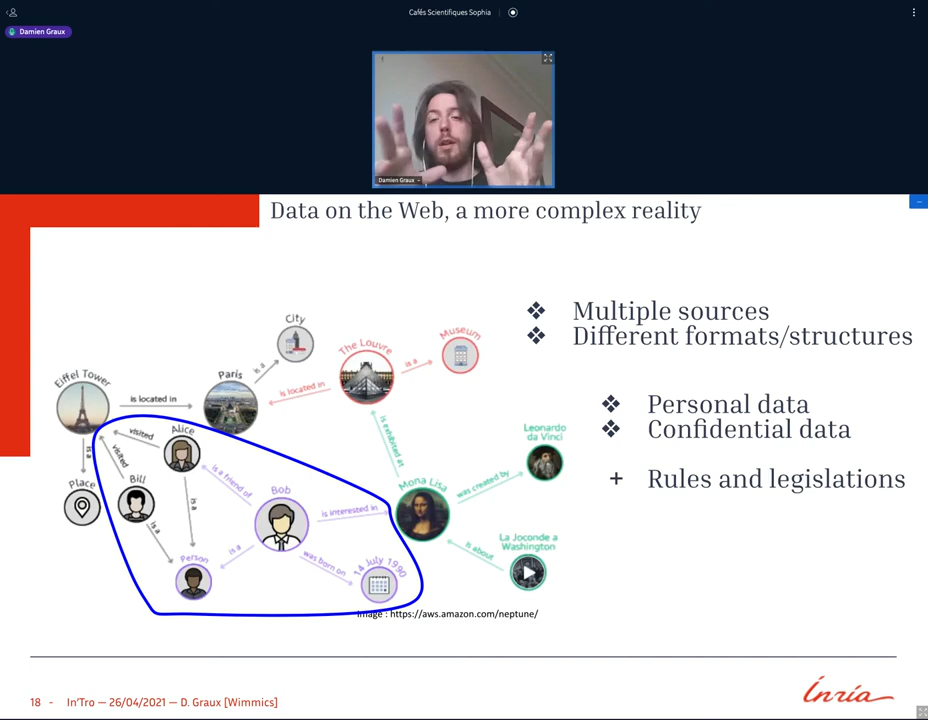 Cafés Scientifiques Sophia
Damien Graux
Damien Graux
Data on the Web, a more complex reality
❖ Multiple sources
❖ Different formats/structures
❖ Personal data
❖ Confidential data
+ Rules and legislations
City
The Louvre
Museum
is a
is a
Eiffel Tower
Paris
is located in
is located in
is exhibited at
Leonardo
da Vinci
visited
Alice
visited
is a
Bill
is a friend of
Mona Lisa
was created by
Place
Bob
is interested in
is a
is a
La Joconde a
Washington
is about
Person
is a
was born on
14 July 1990
Image : https://aws.amazon.com/neptune/
18 - In'Tro — 26/04/2021 — D. Graux [Wimmics]
Inria